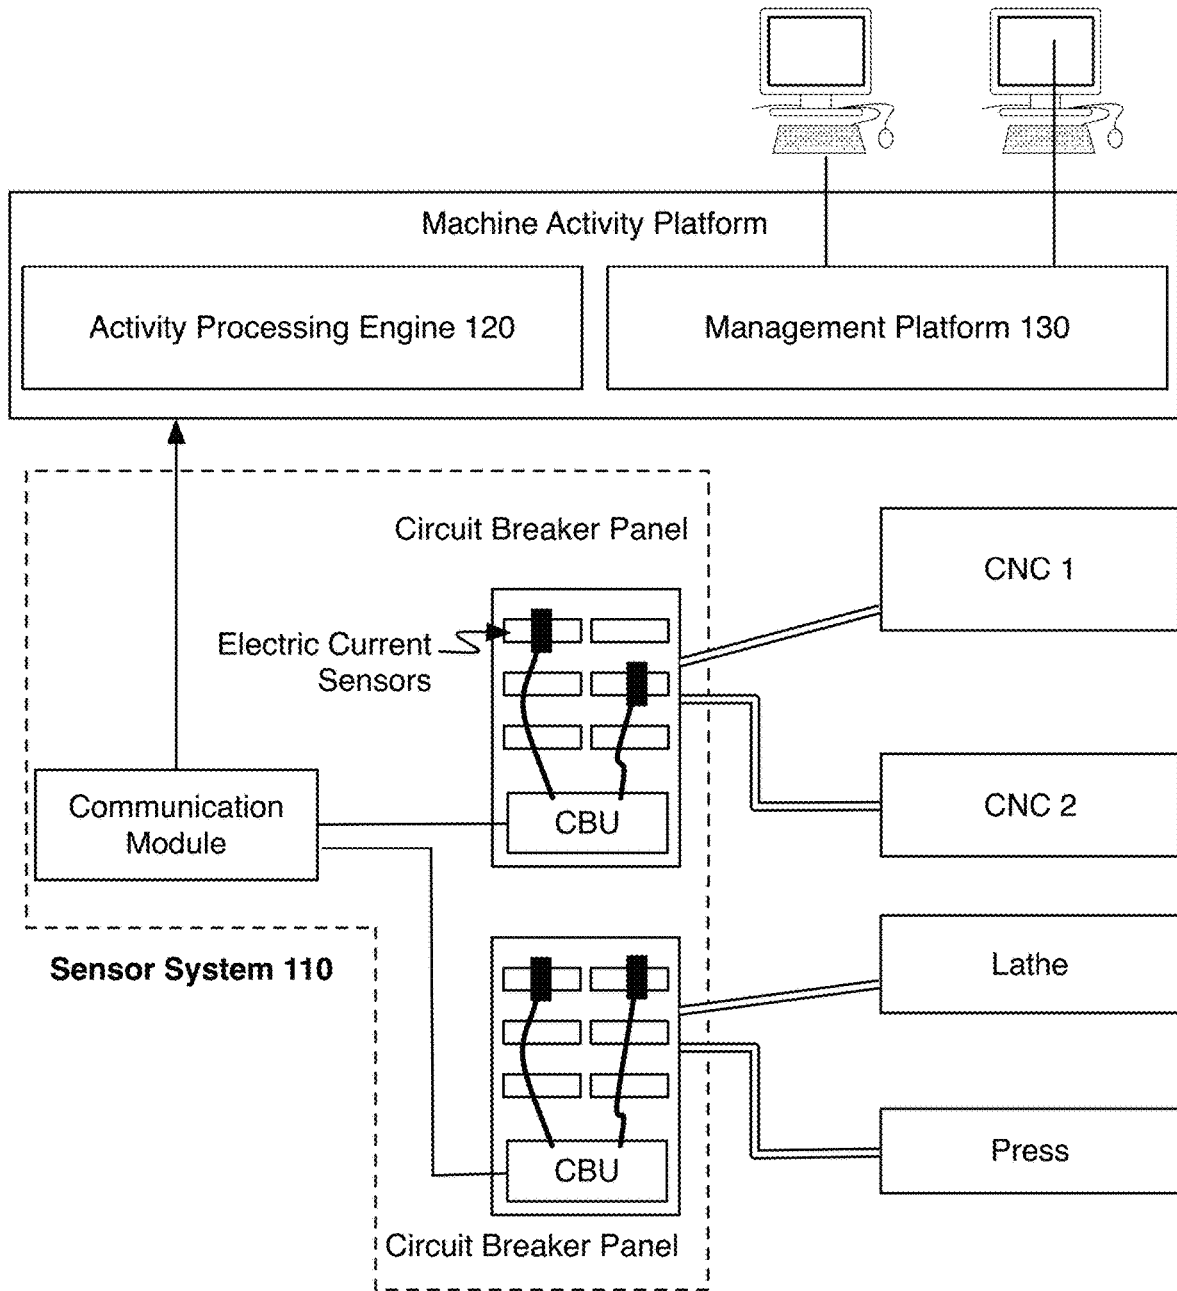 Machine Activity Platform
Activity Processing Engine 120
Management Platform 130
Circuit Breaker Panel
CNC 1
Electric Current
Sensors
CNC 2
Communication
Module
CBU
Sensor System 110
Lathe
Press
CBU
Circuit Breaker Panel